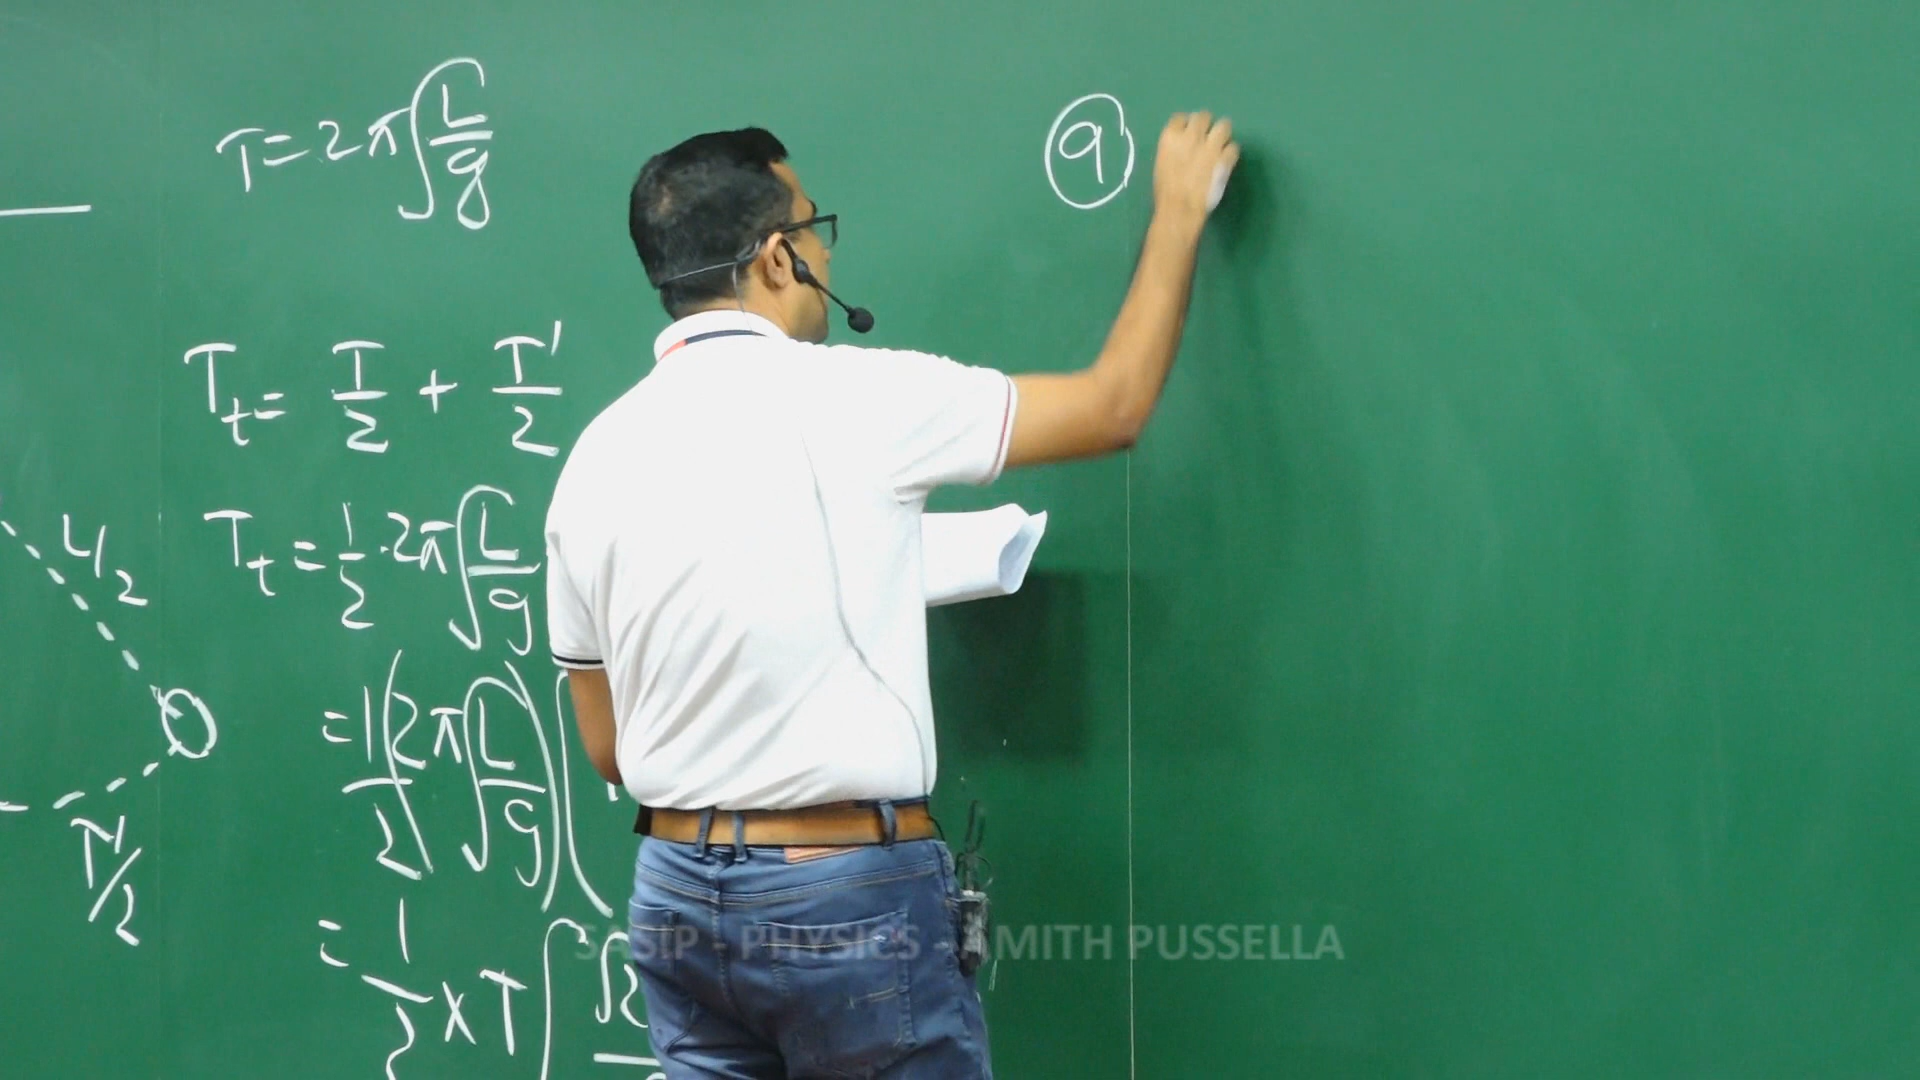 T = 2π√(L/g)
T_t = T/2 + T'/2
T_t = 1/2 · 2π√(L/g)
= 1/2 (2π√(L/g)) (
= 1/2 × T (√2
L/2
T'/2
9
SASIP - PHYSICS - AMITH PUSSELLA